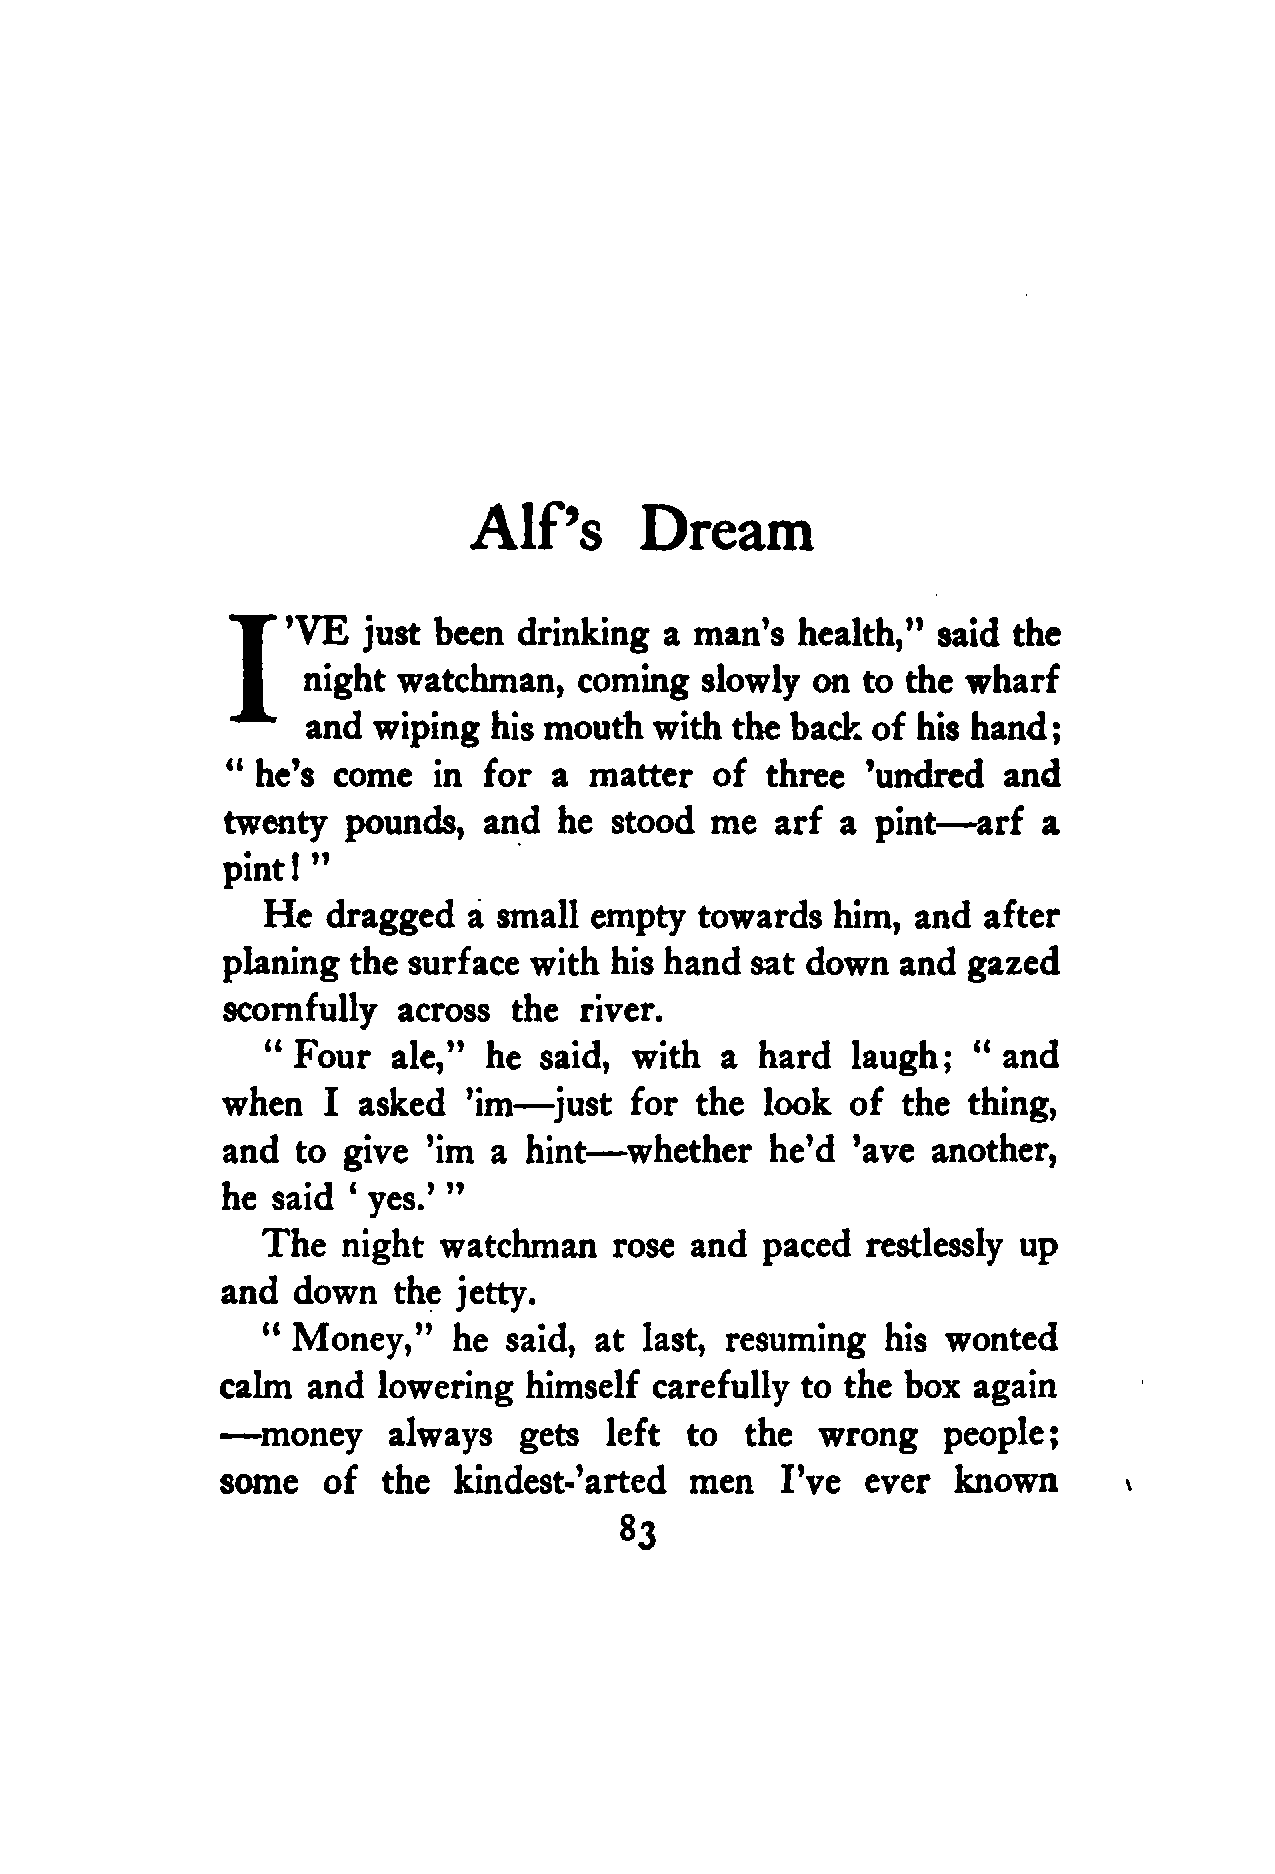 Alf's Dream
I'VE just been drinking a man's health," said the
night watchman, coming slowly on to the wharf
and wiping his mouth with the back of his hand;
" he's come in for a matter of three 'undred and
twenty pounds, and he stood me arf a pint—arf a
pint! "
He dragged a small empty towards him, and after
planing the surface with his hand sat down and gazed
scornfully across the river.
" Four ale," he said, with a hard laugh; " and
when I asked 'im—just for the look of the thing,
and to give 'im a hint—whether he'd 'ave another,
he said ' yes.' "
The night watchman rose and paced restlessly up
and down the jetty.
" Money," he said, at last, resuming his wonted
calm and lowering himself carefully to the box again
—money always gets left to the wrong people;
some of the kindest-'arted men I've ever known
83